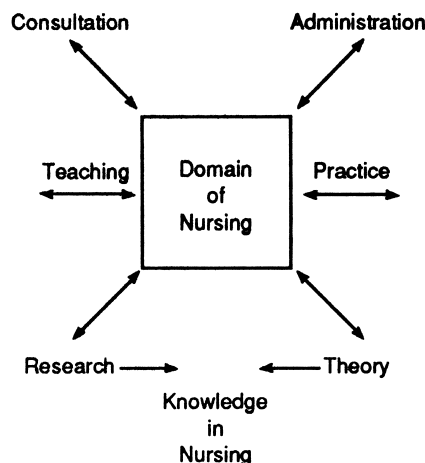 Consultation
Administration
Teaching
Domain
of
Nursing
Practice
Research
Theory
Knowledge
in
Nursing